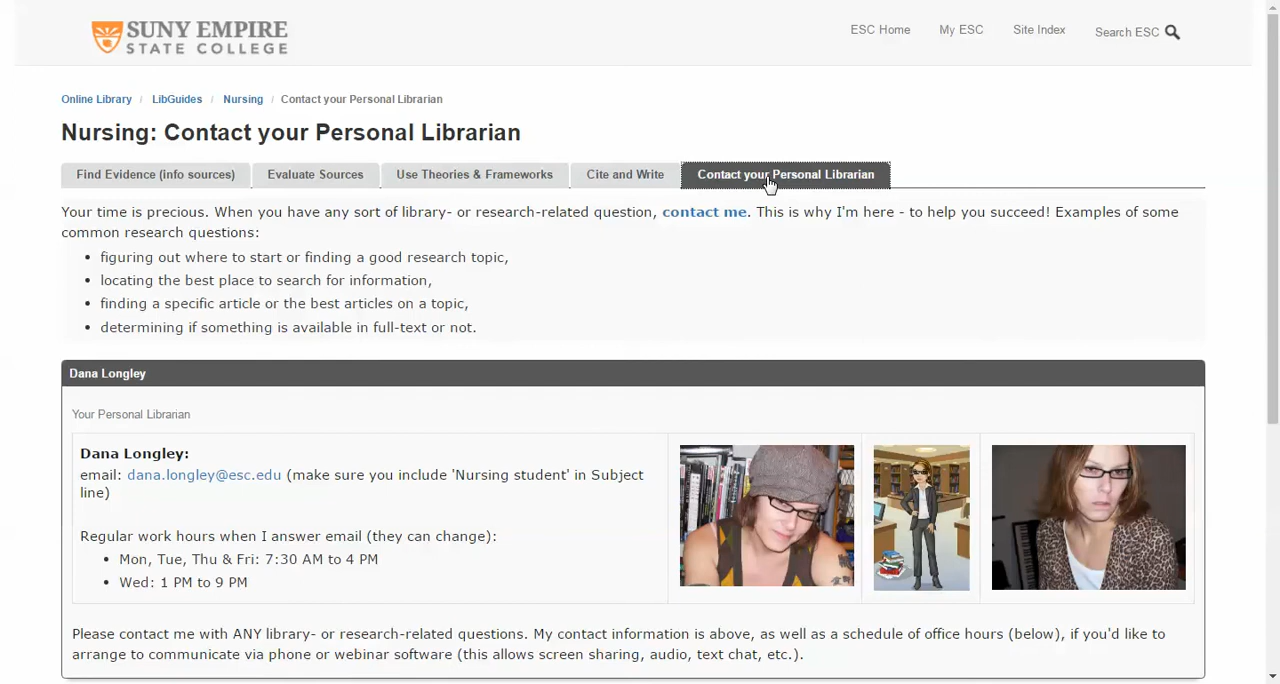 SUNY EMPIRE
STATE COLLEGE
ESC Home My ESC Site Index Search ESC
Online Library / LibGuides / Nursing / Contact your Personal Librarian
Nursing: Contact your Personal Librarian
Find Evidence (info sources) Evaluate Sources Use Theories & Frameworks Cite and Write Contact your Personal Librarian
Your time is precious. When you have any sort of library- or research-related question, contact me. This is why I'm here - to help you succeed! Examples of some
common research questions:
• figuring out where to start or finding a good research topic,
• locating the best place to search for information,
• finding a specific article or the best articles on a topic,
• determining if something is available in full-text or not.
Dana Longley
Your Personal Librarian
Dana Longley:
email: dana.longley@esc.edu (make sure you include 'Nursing student' in Subject
line)
Regular work hours when I answer email (they can change):
• Mon, Tue, Thu & Fri: 7:30 AM to 4 PM
• Wed: 1 PM to 9 PM
Please contact me with ANY library- or research-related questions. My contact information is above, as well as a schedule of office hours (below), if you'd like to
arrange to communicate via phone or webinar software (this allows screen sharing, audio, text chat, etc.).